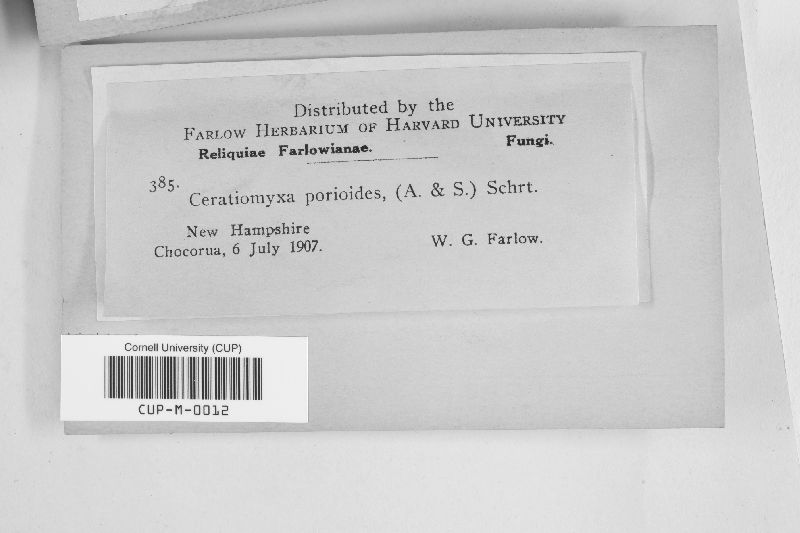 Distributed by the
FARLOW HERBARIUM OF HARVARD UNIVERSITY
Reliquiae Farlowianae. Fungi.
385. Ceratiomyxa porioides, (A. & S.) Schrt.
New Hampshire
Chocorua, 6 July 1907. W. G. Farlow.
Cornell University (CUP)
CUP-M-0012